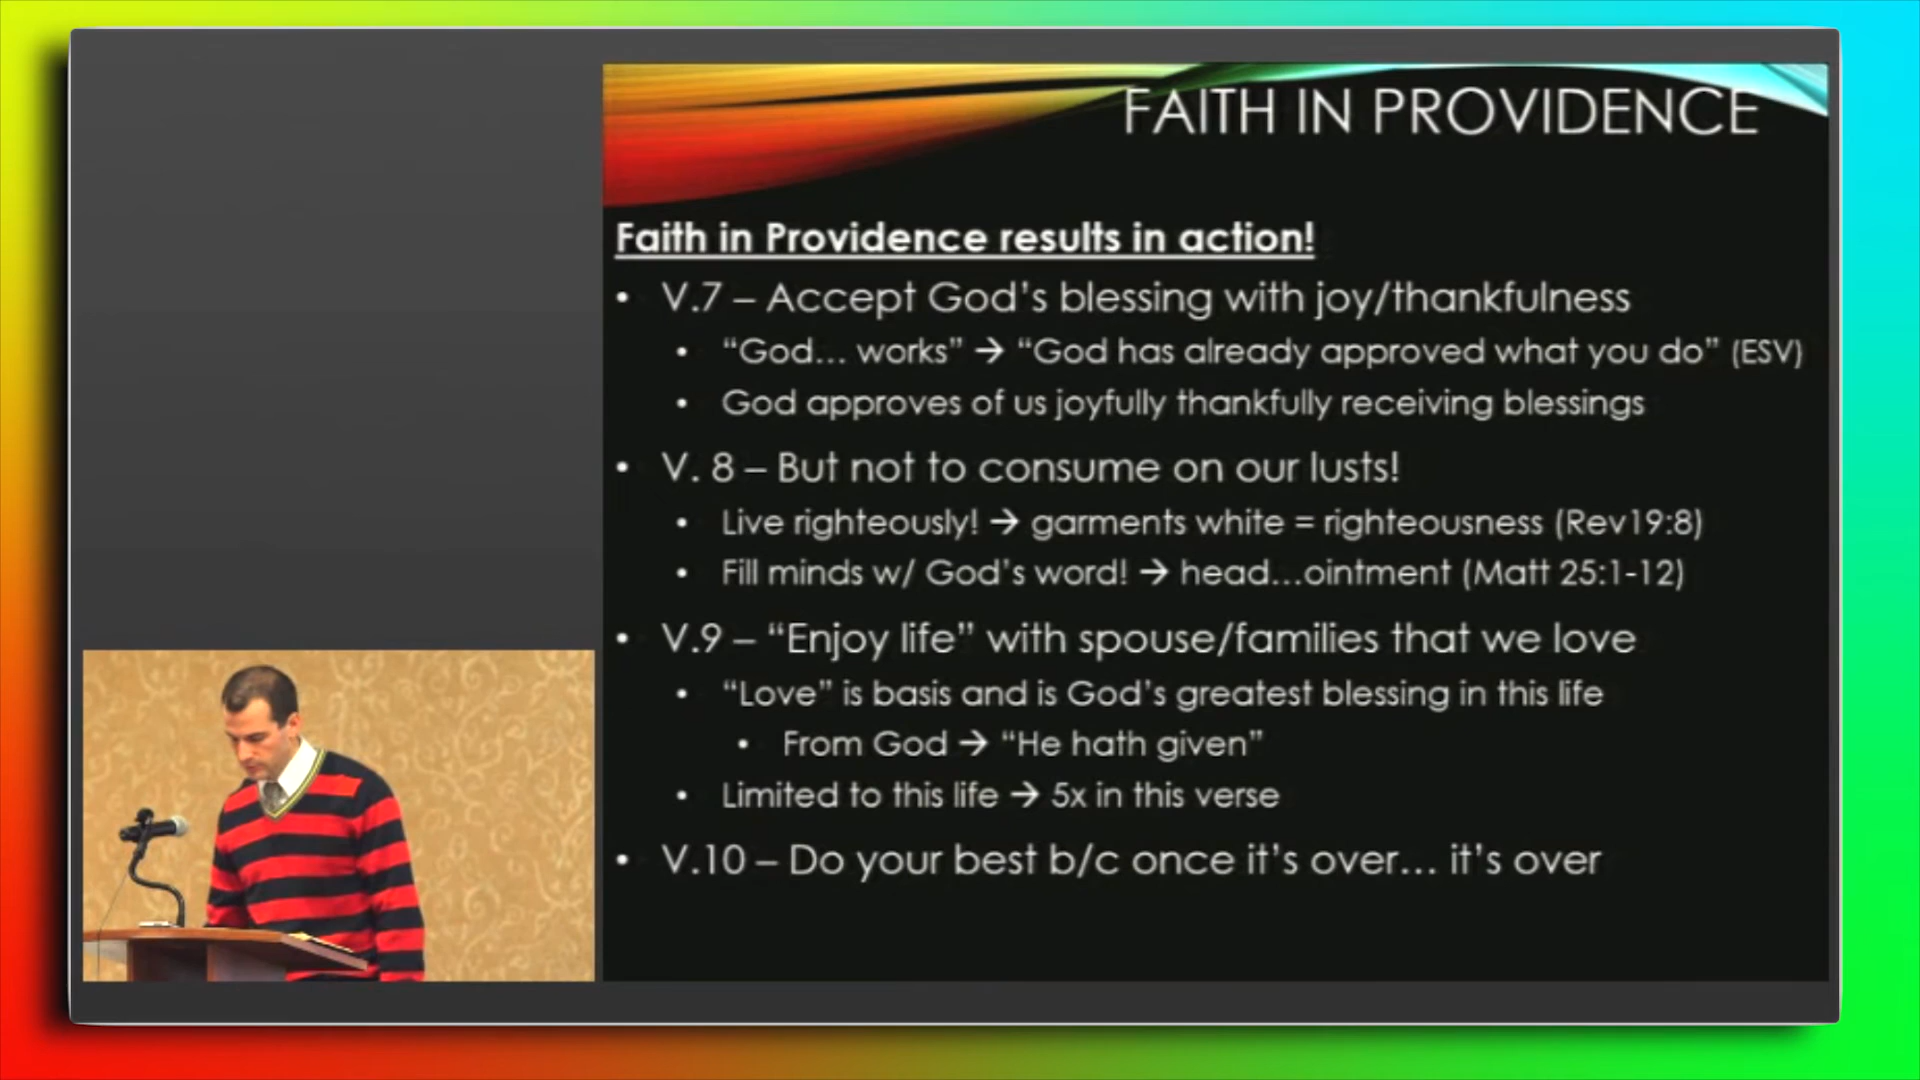 FAITH IN PROVIDENCE
Faith in Providence results in action!
• V.7 – Accept God’s blessing with joy/thankfulness
• “God... works” → “God has already approved what you do” (ESV)
• God approves of us joyfully thankfully receiving blessings
• V. 8 – But not to consume on our lusts!
• Live righteously! → garments white = righteousness (Rev19:8)
• Fill minds w/ God’s word! → head...ointment (Matt 25:1-12)
• V.9 – “Enjoy life” with spouse/families that we love
• “Love” is basis and is God’s greatest blessing in this life
• From God → “He hath given”
• Limited to this life → 5x in this verse
• V.10 – Do your best b/c once it’s over... it’s over